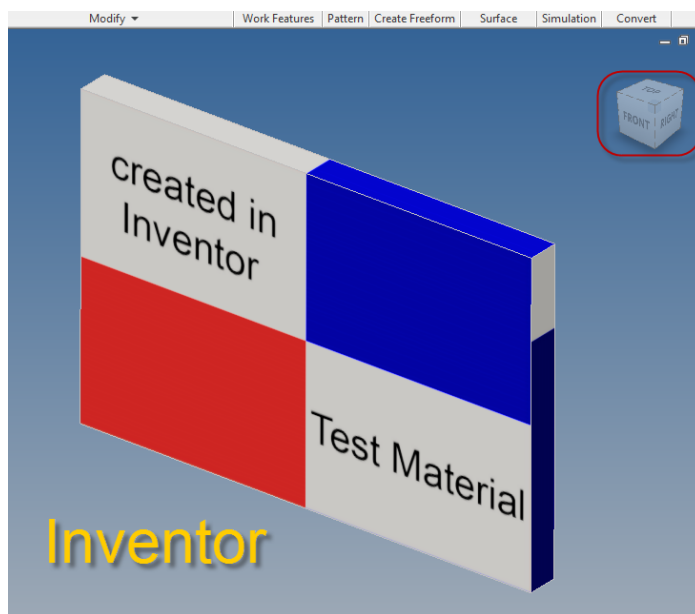 Modify Work Features Pattern Create Freeform Surface Simulation Convert
TOP
FRONT RIGHT
created in
Inventor
Test Material
Inventor